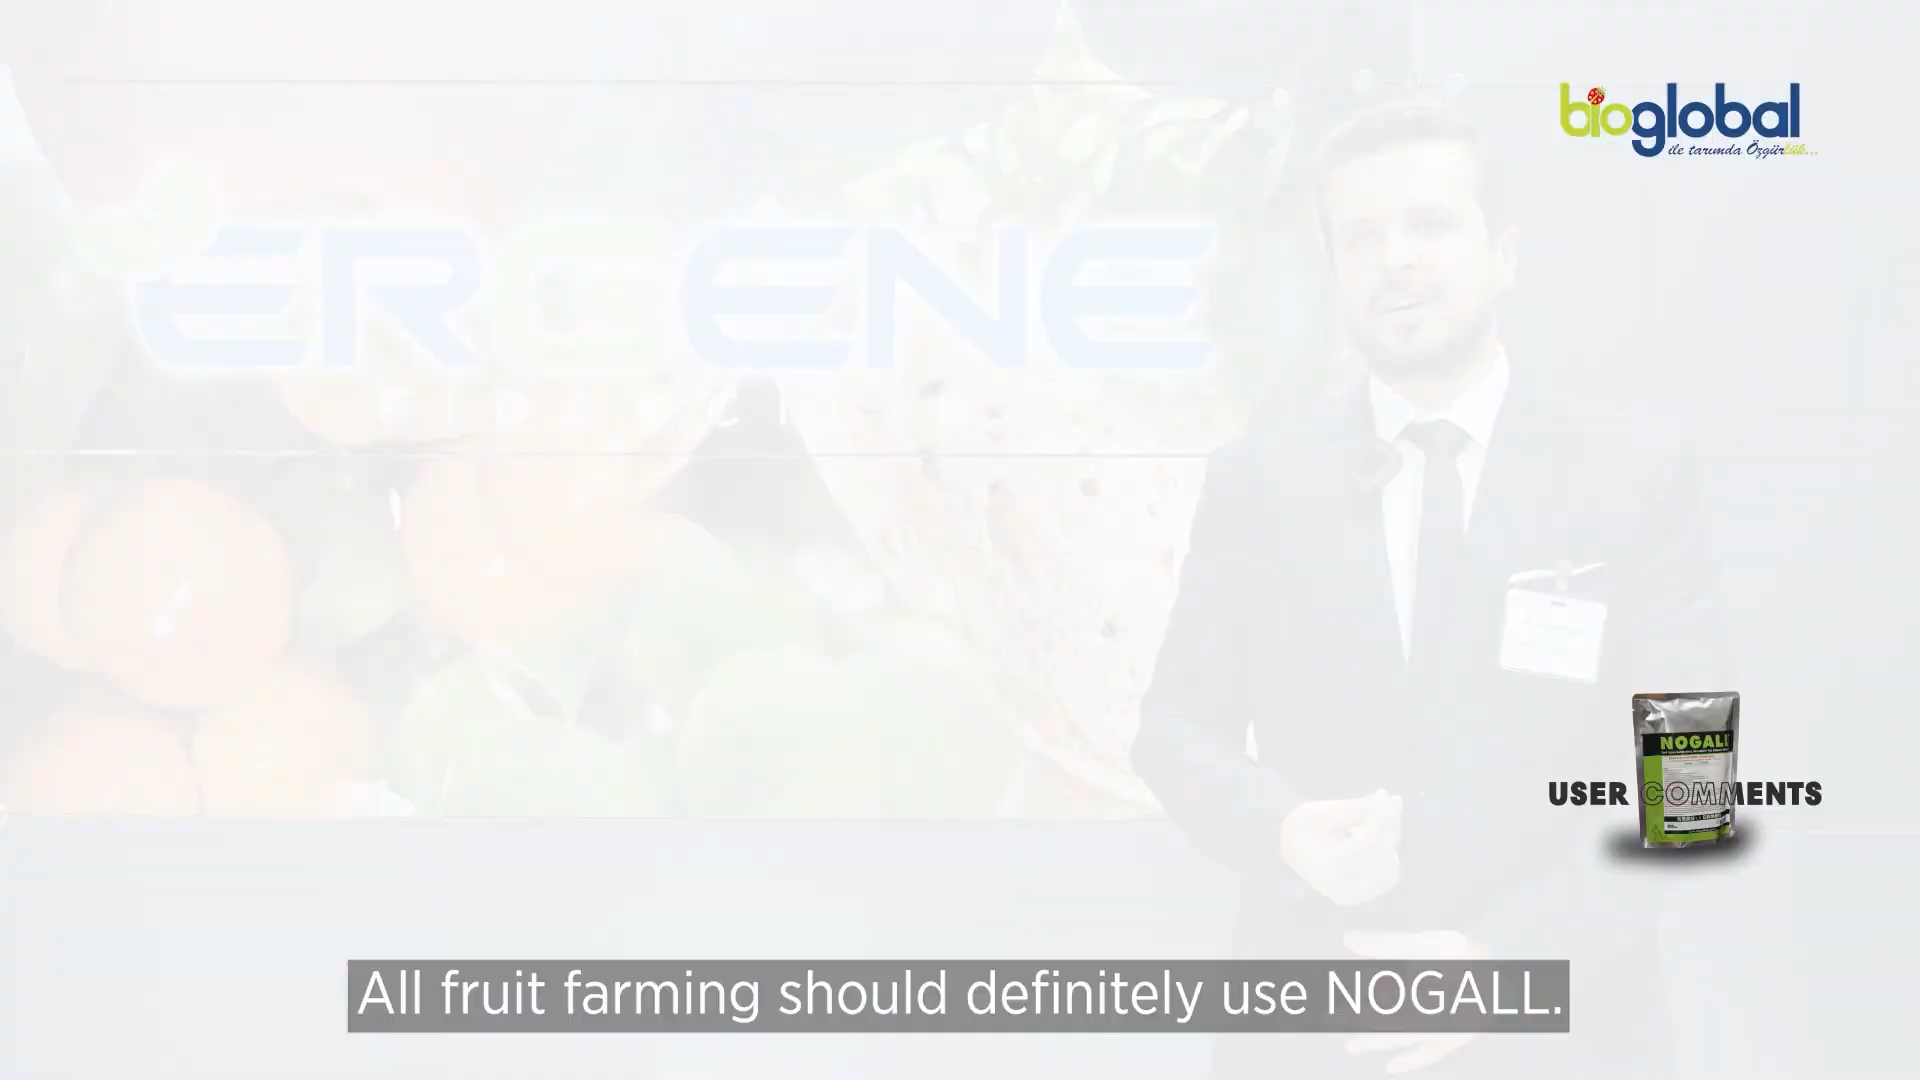 bioglobal
ile tarımda Özgürlük...
ERGENE
NOGALL
USER COMMENTS
All fruit farming should definitely use NOGALL.